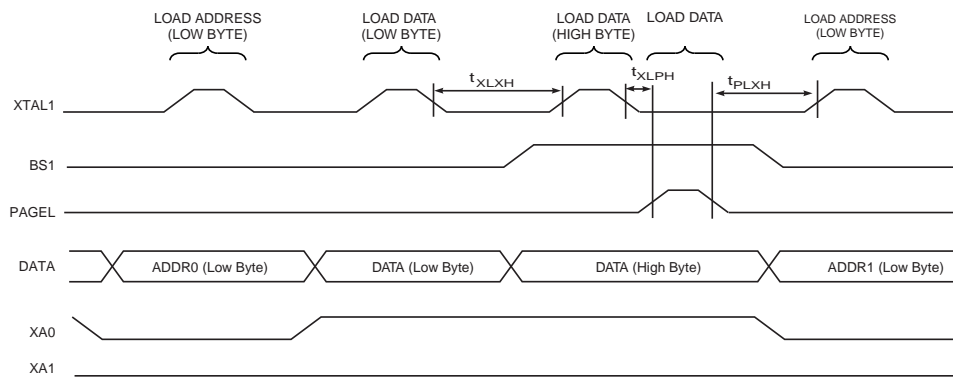 LOAD ADDRESS
(LOW BYTE)
LOAD DATA
(LOW BYTE)
LOAD DATA
(HIGH BYTE)
LOAD DATA
LOAD ADDRESS
(LOW BYTE)
tXLXH
tXLPH
tPLXH
XTAL1
BS1
PAGEL
DATA
ADDR0 (Low Byte)
DATA (Low Byte)
DATA (High Byte)
ADDR1 (Low Byte)
XA0
XA1